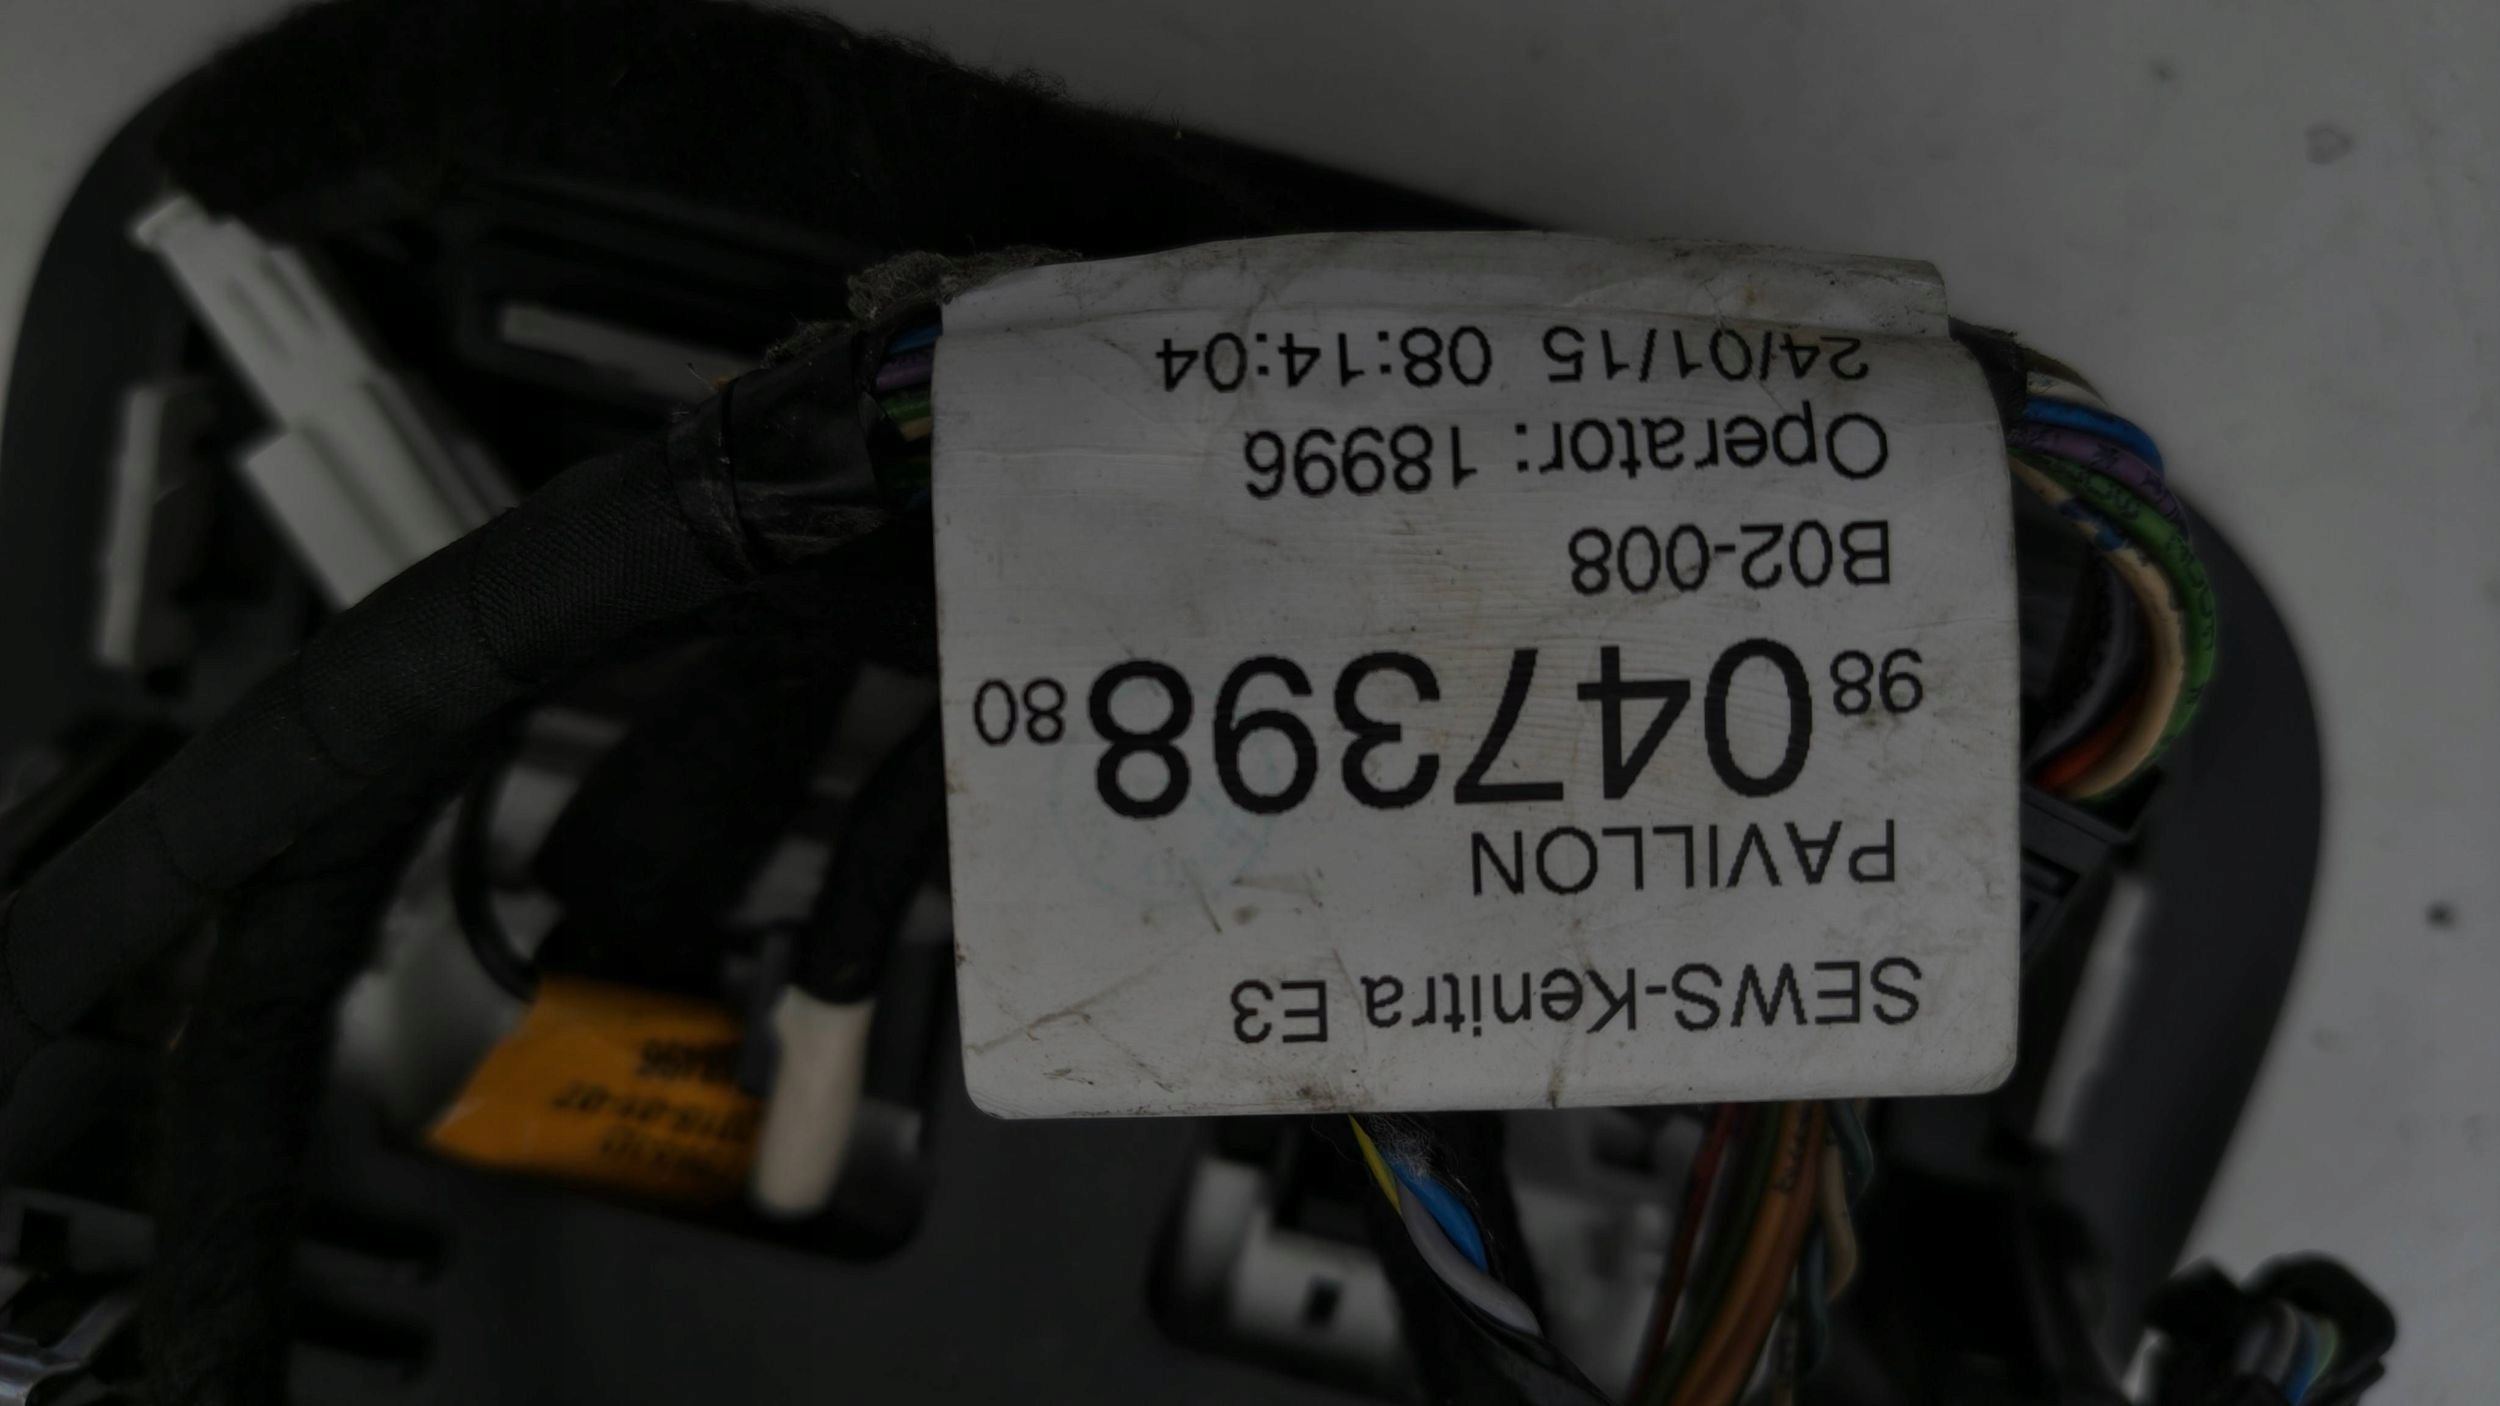 SEWS-Kenitra E3
PAVILLON
98 047398 80
B02-008
Operator: 18996
24/01/15 08:14:04